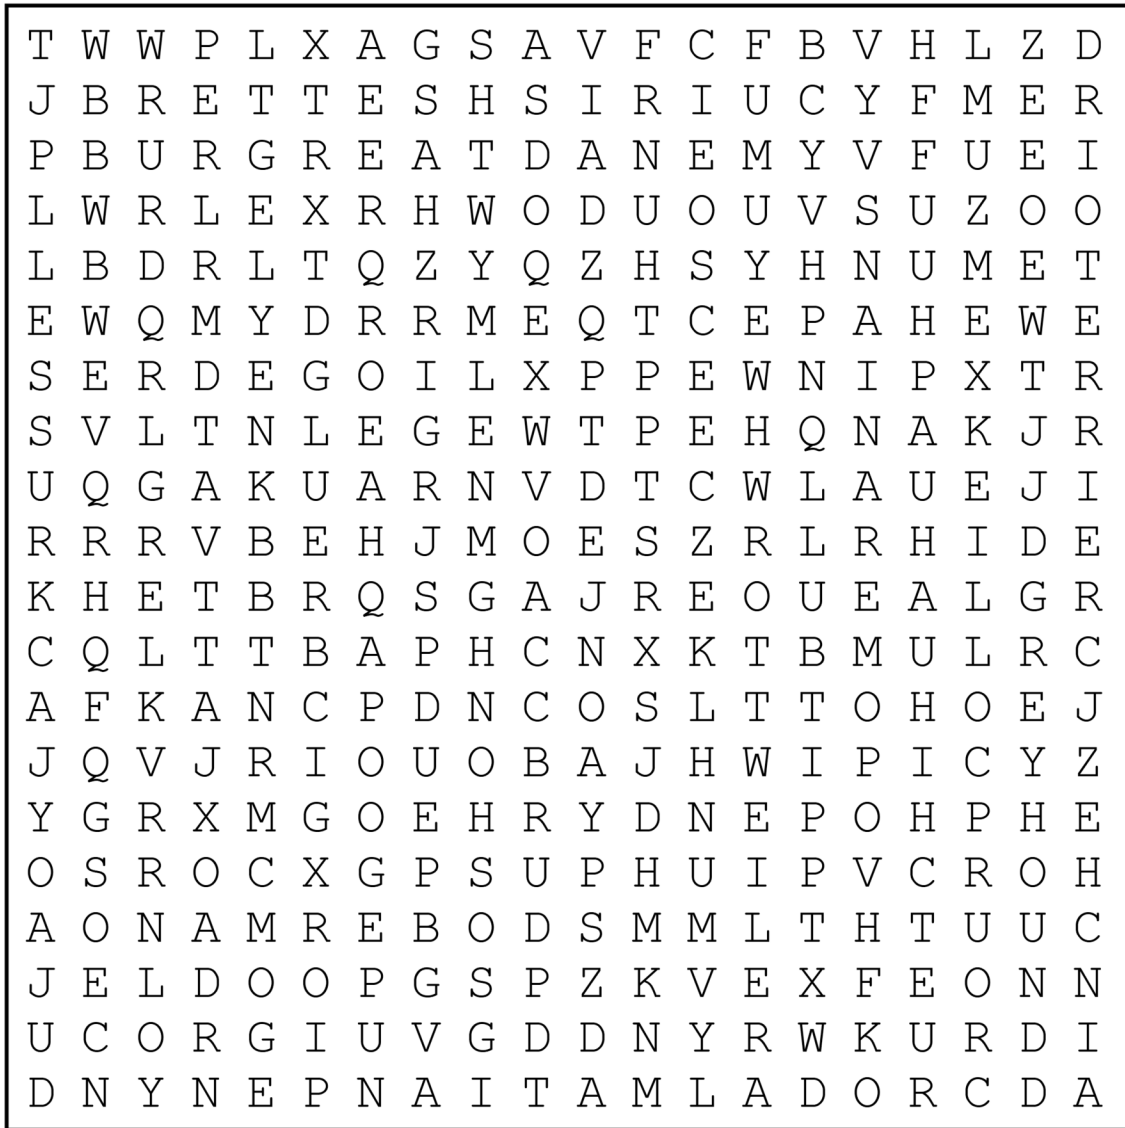 T W W P L X A G S A V F C F B V H L Z D
J B R E T T E S H S I R I U C Y F M E R
P B U R G R E A T D A N E M Y V F U E I
L W R L E X R H W O D U O U V S U Z O O
L B D R L T Q Z Y Q Z H S Y H N U M E T
E W Q M Y D R R M E Q T C E P A H E W E
S E R D E G O I L X P P E W N I P X T R
S V L T N L E G E W T P E H Q N A K J R
U Q G A K U A R N V D T C W L A U E J I
R R R V B E H J M O E S Z R L R H I D E
K H E T B R Q S G A J R E O U E A L G R
C Q L T T B A P H C N X K T B M U L R C
A F K A N C P D N C O S L T T O H O E J
J Q V J R I O U O B A J H W I P I C Y Z
Y G R X M G O E H R Y D N E P O H P H E
O S R O C X G P S U P H U I P V C R O H
A O N A M R E B O D S M M L T H T U U C
J E L D O O P G S P Z K V E X F E O N N
U C O R G I U V G D D N Y R W K U R D I
D N Y N E P N A I T A M L A D O R C D A